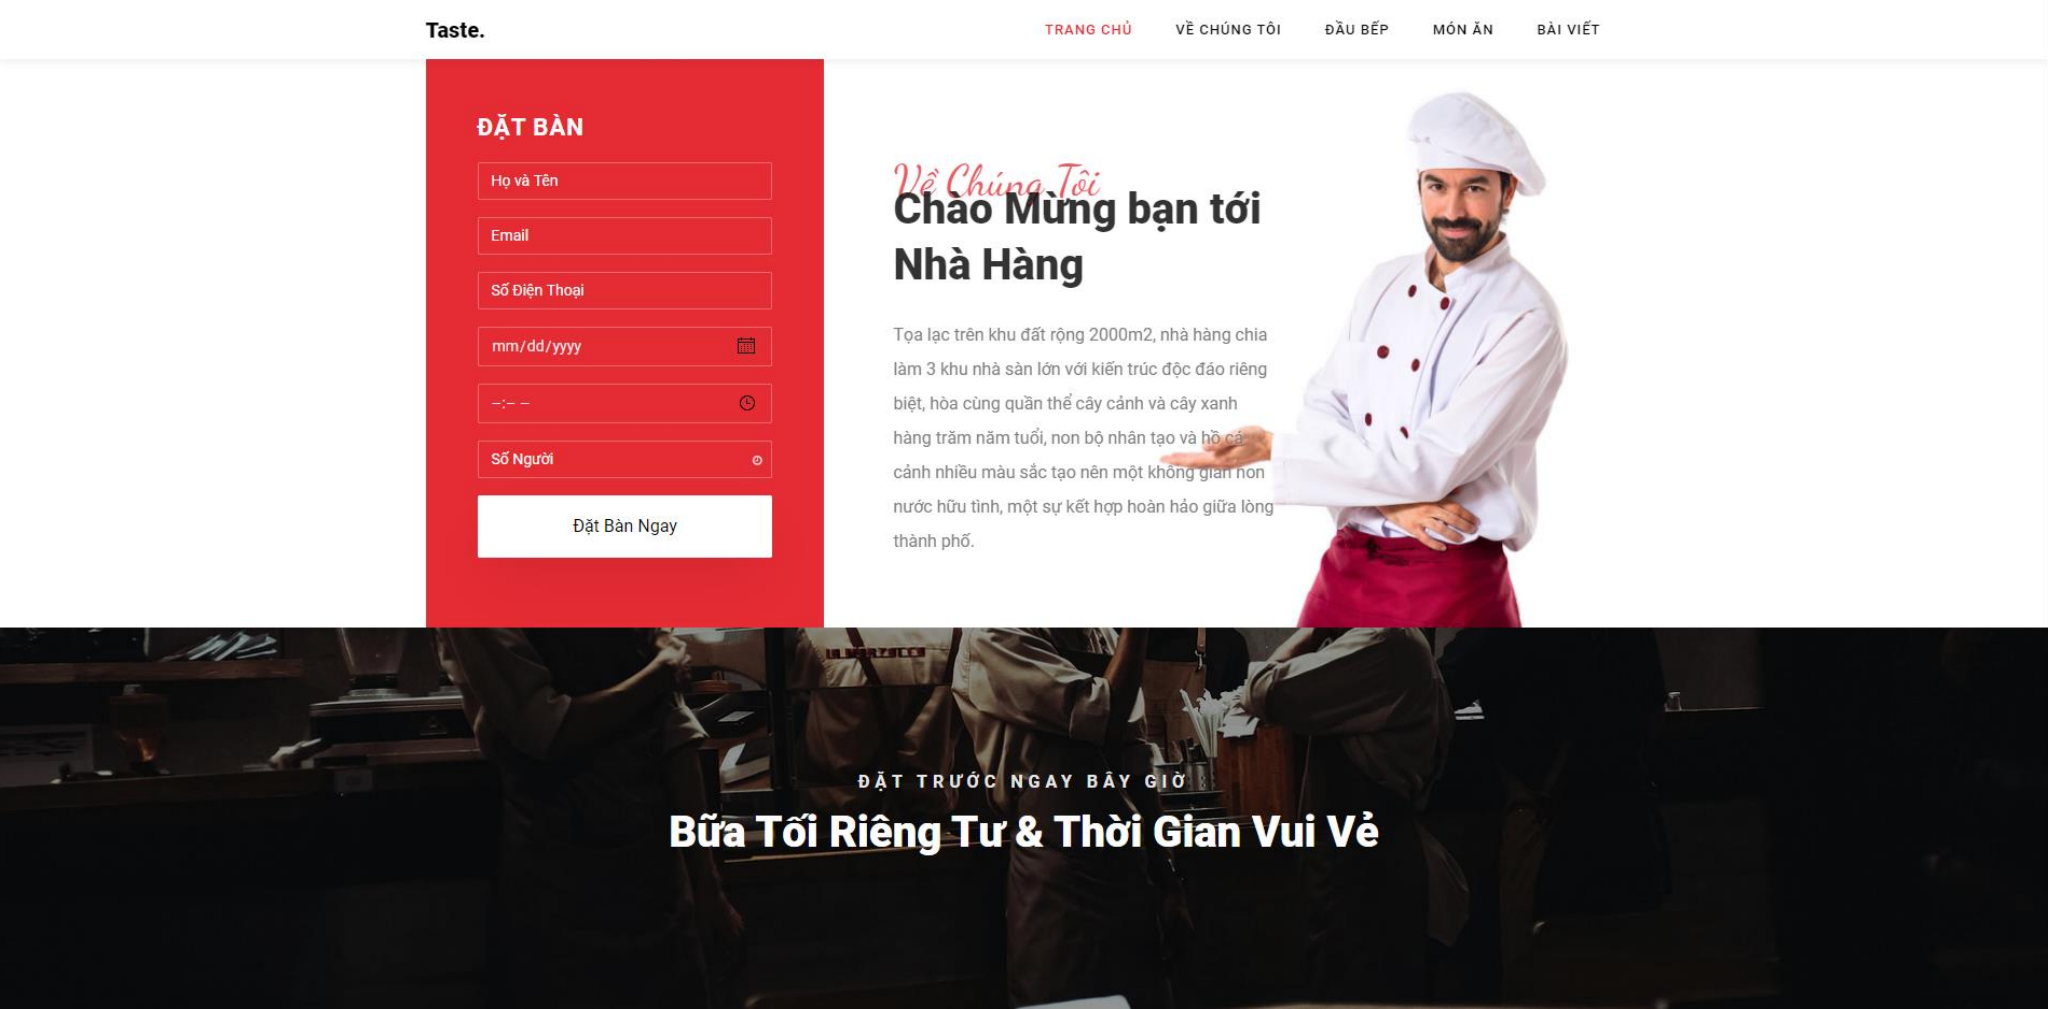 Taste.
TRANG CHỦ
VỀ CHÚNG TÔI
ĐẦU BẾP
MÓN ĂN
BÀI VIẾT
ĐẶT BÀN
Họ và Tên
Email
Số Điện Thoại
mm/dd/yyyy
--:-- --
Số Người
Đặt Bàn Ngay
Về Chúng Tôi
Chào Mừng bạn tới
Nhà Hàng
Tọa lạc trên khu đất rộng 2000m2, nhà hàng chia
làm 3 khu nhà sàn lớn với kiến trúc độc đáo riêng
biệt, hòa cùng quần thể cây cảnh và cây xanh
hàng trăm năm tuổi, non bộ nhân tạo và hồ cá
cảnh nhiều màu sắc tạo nên một không gian non
nước hữu tình, một sự kết hợp hoàn hảo giữa lòng
thành phố.
ĐẶT TRƯỚC NGAY BÂY GIỜ
Bữa Tối Riêng Tư & Thời Gian Vui Vẻ